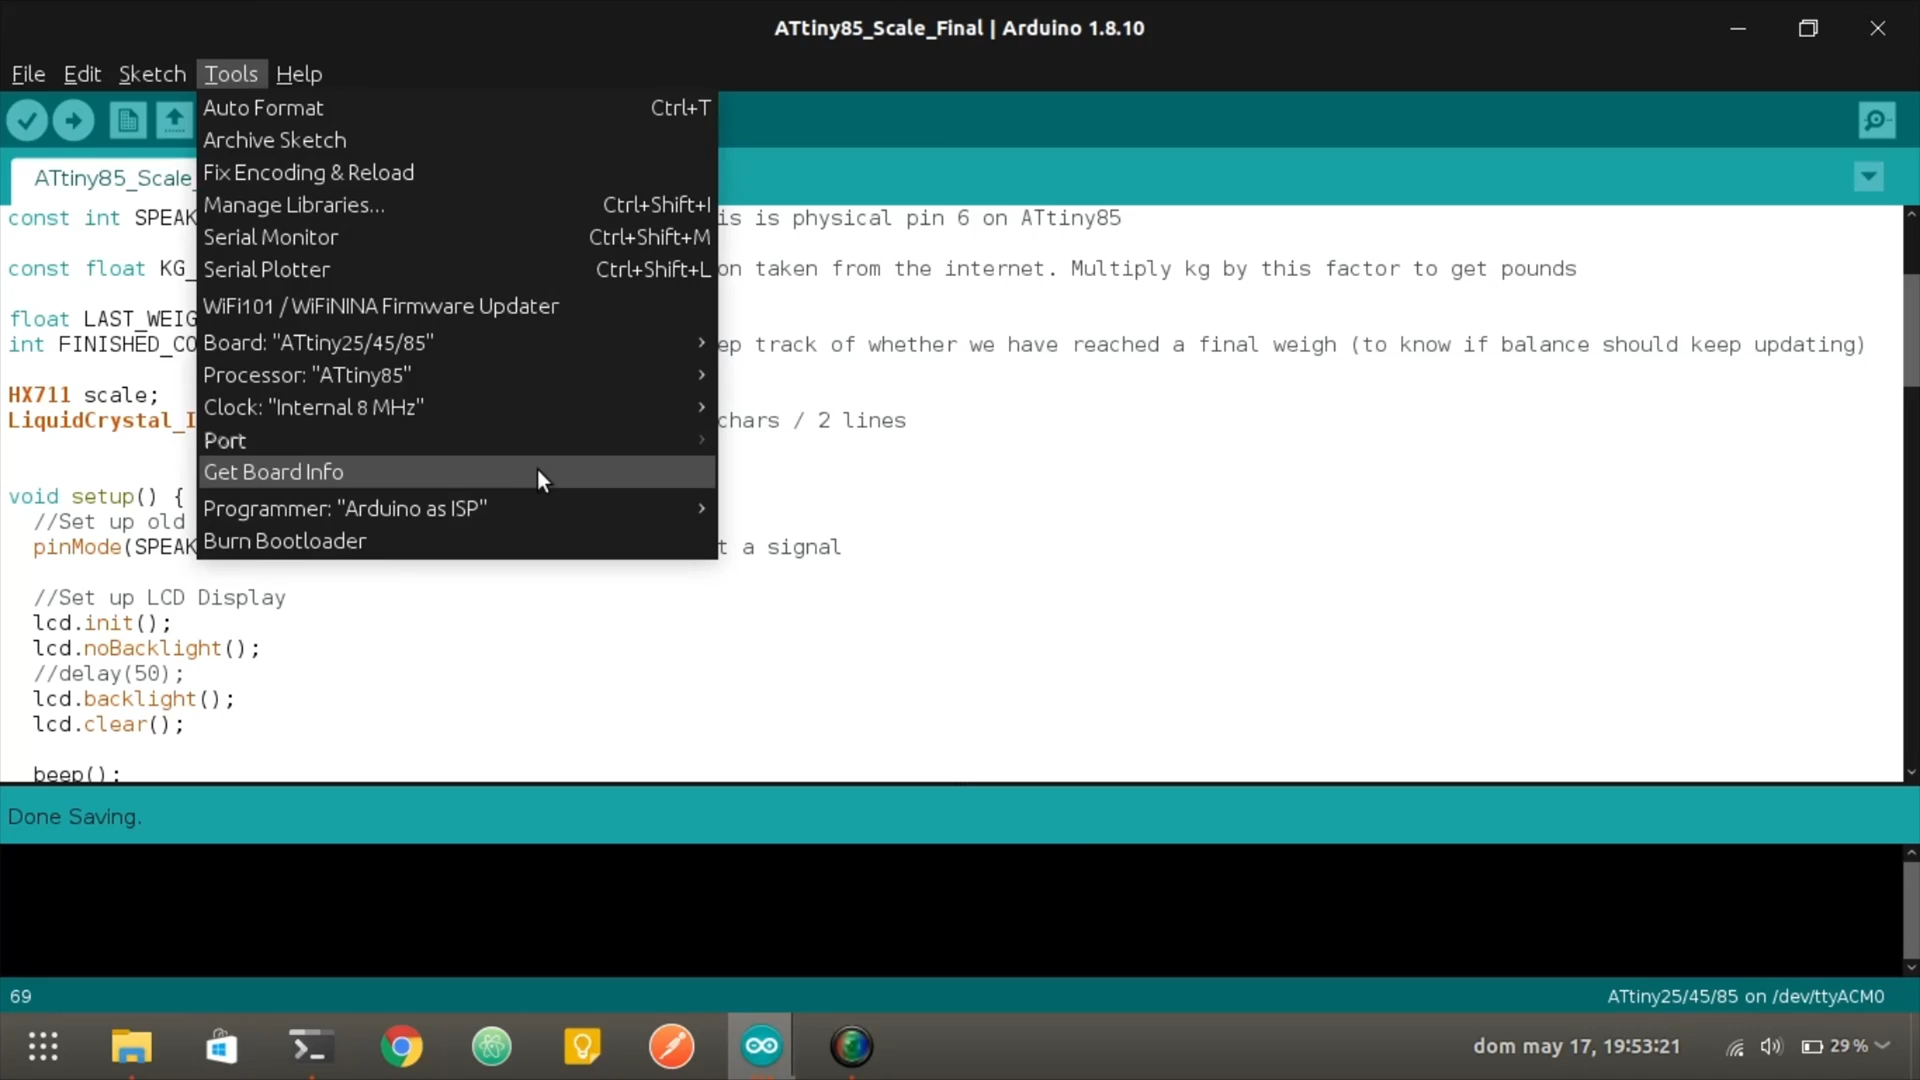 ATtiny85_Scale_Final | Arduino 1.8.10
File Edit Sketch Tools Help
Auto Format Ctrl+T
Archive Sketch
ATtiny85_Scale_ Fix Encoding & Reload
Manage Libraries... Ctrl+Shift+I
const int SPEAK is is physical pin 6 on ATtiny85
Serial Monitor Ctrl+Shift+M
const float KG_ Serial Plotter Ctrl+Shift+L on taken from the internet. Multiply kg by this factor to get pounds
WiFi101 / WiFiNINA Firmware Updater
float LAST_WEIG
int FINISHED_CO Board: "ATtiny25/45/85" ep track of whether we have reached a final weigh (to know if balance should keep updating)
Processor: "ATtiny85"
HX711 scale;
Clock: "Internal 8 MHz"
LiquidCrystal_I chars / 2 lines
Port
Get Board Info
void setup() {
Programmer: "Arduino as ISP"
//Set up old
Burn Bootloader
pinMode(SPEAK t a signal
//Set up LCD Display
lcd.init();
lcd.noBacklight();
//delay(50);
lcd.backlight();
lcd.clear();
beep();
Done Saving.
69 ATtiny25/45/85 on /dev/ttyACM0
dom may 17, 19:53:21 29 %